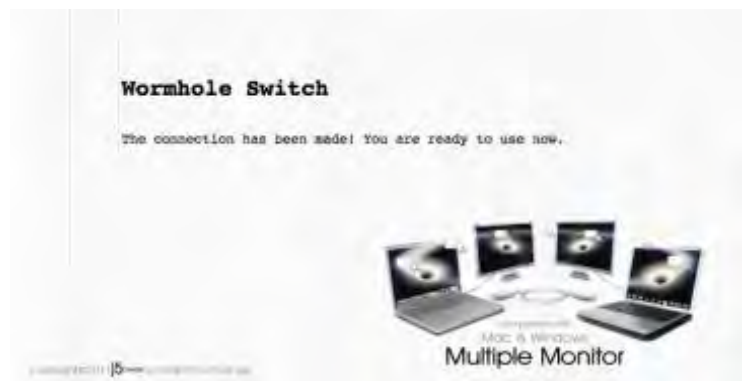 Wormhole Switch
The connection has been made! You are ready to use now.
Mac & Windows
Multiple Monitor